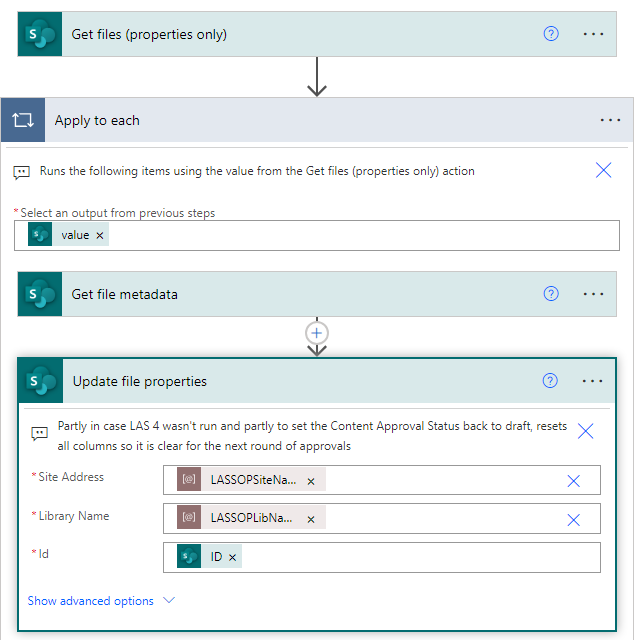 Get files (properties only)
Apply to each
Runs the following items using the value from the Get files (properties only) action
*Select an output from previous steps
value
Get file metadata
Update file properties
Partly in case LAS 4 wasn't run and partly to set the Content Approval Status back to draft, resets
all columns so it is clear for the next round of approvals
*Site Address
[@] LASSOPSiteNa...
*Library Name
[@] LASSOPLibNa...
*Id
ID
Show advanced options